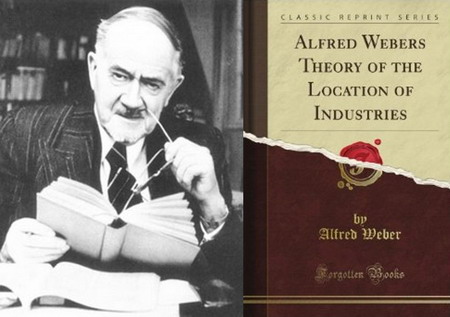 CLASSIC REPRINT SERIES
ALFRED WEBERS
THEORY OF THE
LOCATION OF
INDUSTRIES
by
Alfred Weber
Forgotten Books